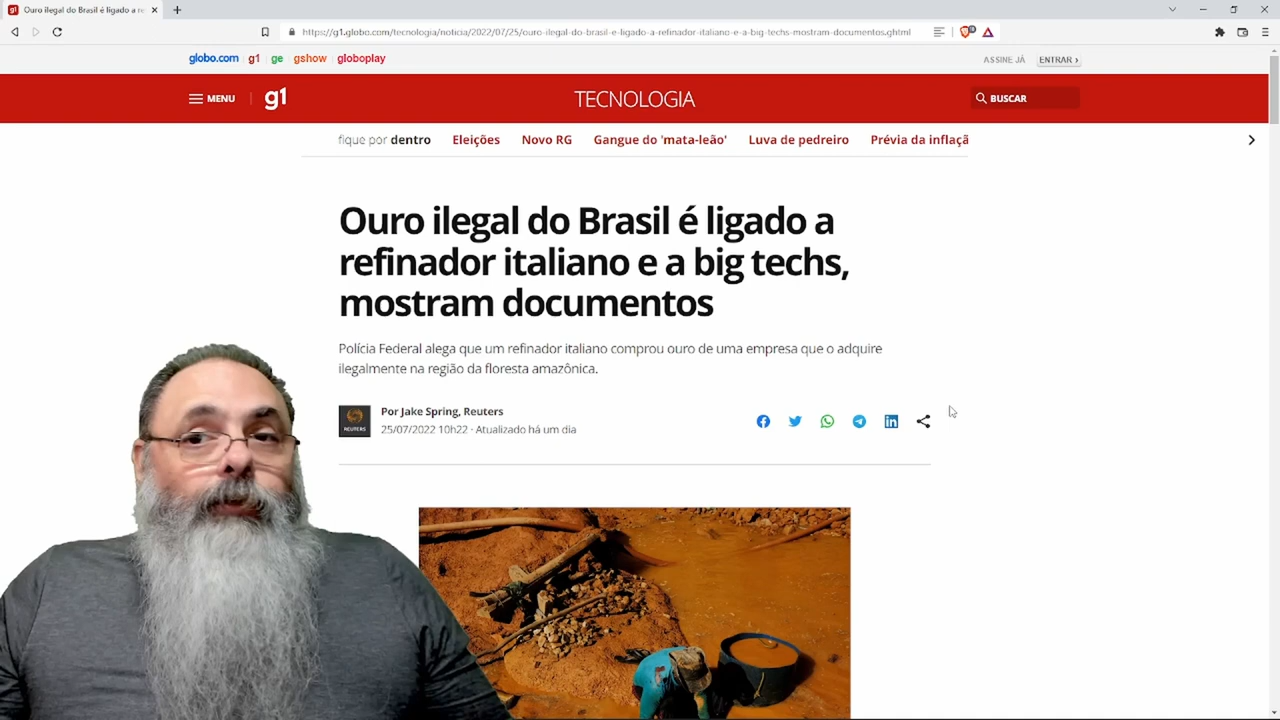 g1 Ouro ilegal do Brasil é ligado a re
https://g1.globo.com/tecnologia/noticia/2022/07/25/ouro-ilegal-do-brasil-e-ligado-a-refinador-italiano-e-a-big-techs-mostram-documentos.ghtml
globo.com g1 ge gshow globoplay ASSINE JÁ ENTRAR ›
MENU g1 TECNOLOGIA BUSCAR
fique por dentro Eleições Novo RG Gangue do 'mata-leão' Luva de pedreiro Prévia da inflaçã
Ouro ilegal do Brasil é ligado a
refinador italiano e a big techs,
mostram documentos
Polícia Federal alega que um refinador italiano comprou ouro de uma empresa que o adquire
ilegalmente na região da floresta amazônica.
REUTERS
Por Jake Spring, Reuters
25/07/2022 10h22 · Atualizado há um dia